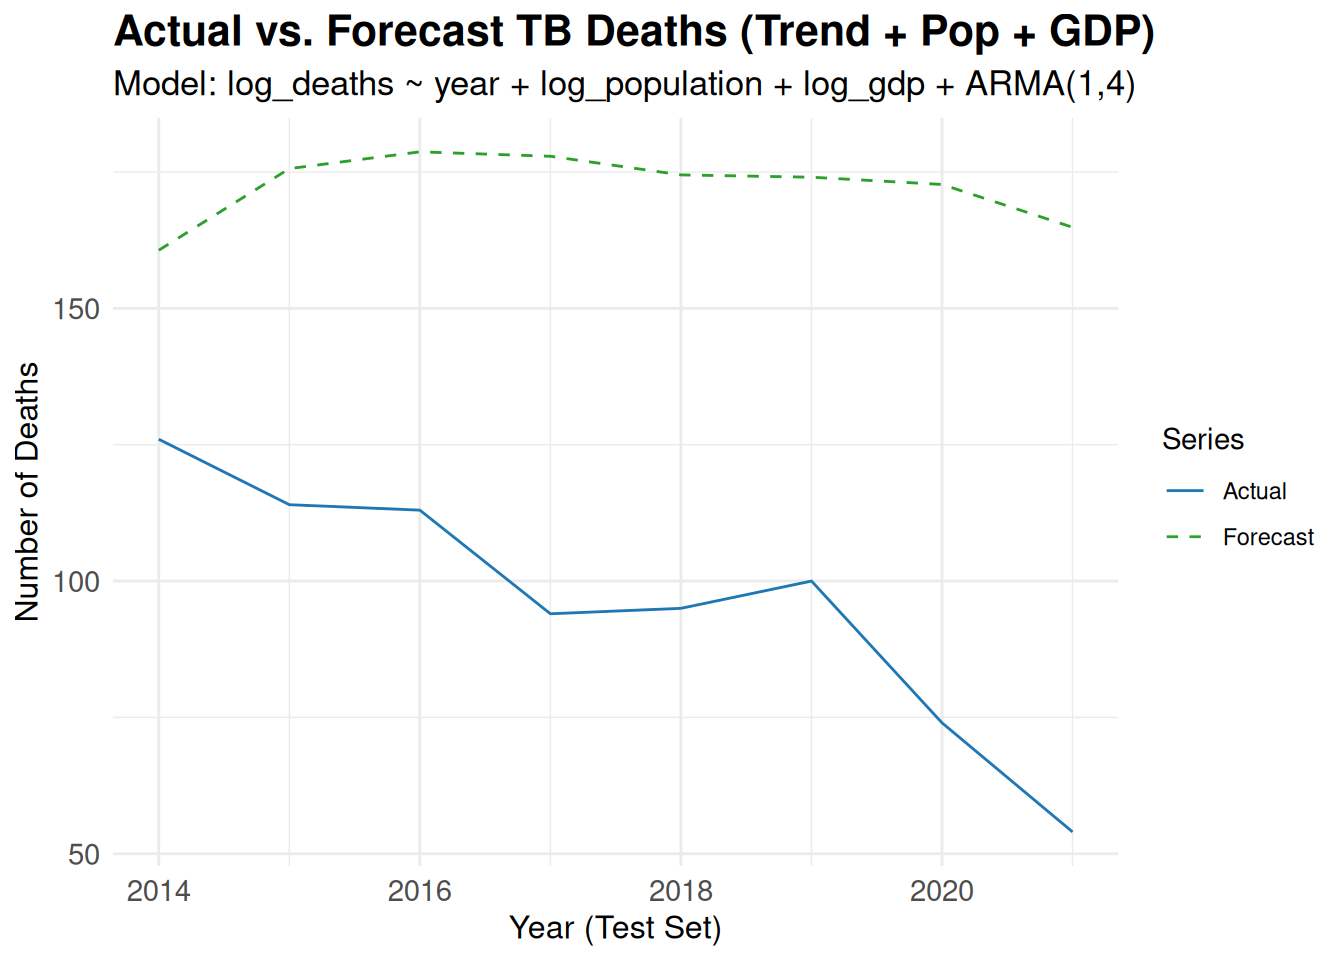 Actual vs. Forecast TB Deaths (Trend + Pop + GDP)
Model: log_deaths ~ year + log_population + log_gdp + ARMA(1,4)
Number of Deaths
150
100
50
2014
2016
2018
2020
Year (Test Set)
Series
Actual
Forecast